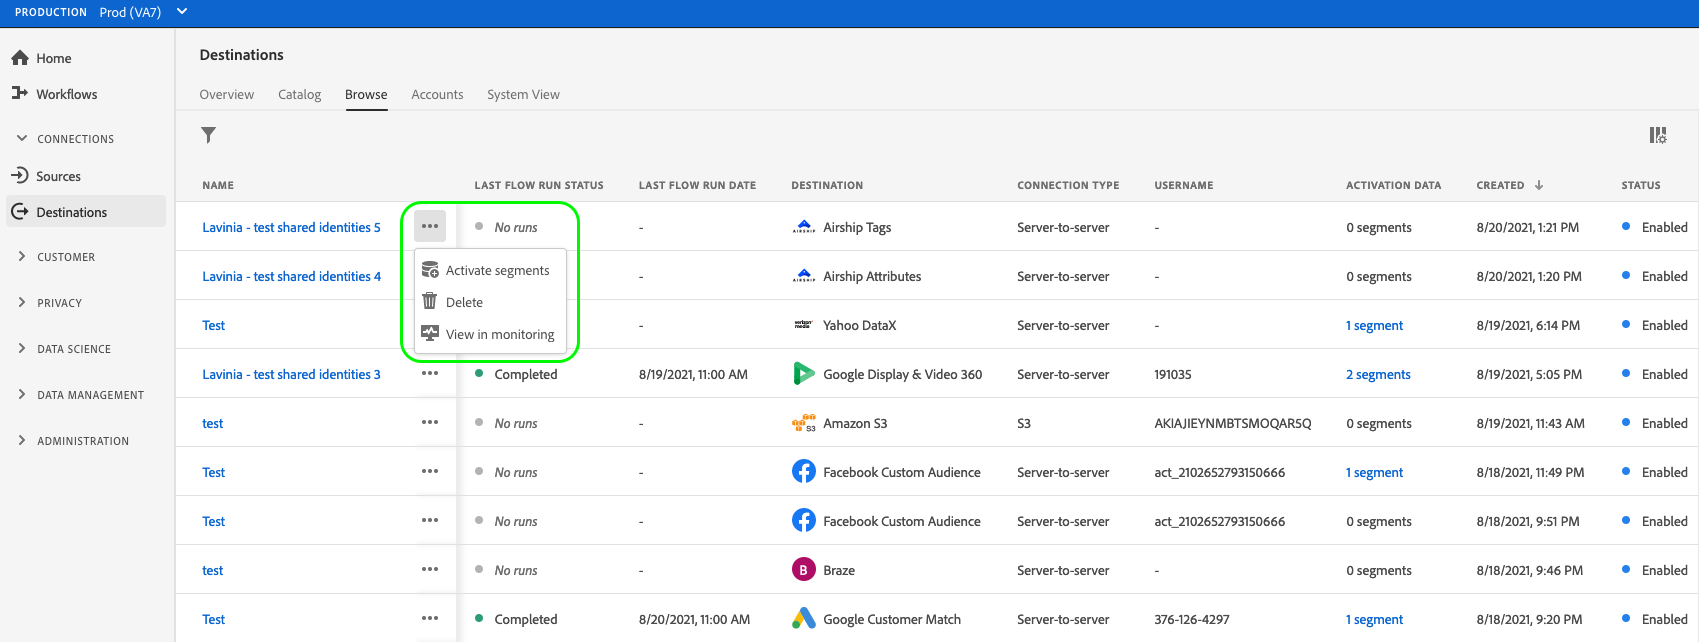 PRODUCTION Prod (VA7)
Home
Workflows
CONNECTIONS
Sources
Destinations
CUSTOMER
PRIVACY
DATA SCIENCE
DATA MANAGEMENT
ADMINISTRATION
Destinations
Overview Catalog Browse Accounts System View
NAME LAST FLOW RUN STATUS LAST FLOW RUN DATE DESTINATION CONNECTION TYPE USERNAME ACTIVATION DATA CREATED STATUS
Lavinia - test shared identities 5 No runs - AIRSHIP Airship Tags Server-to-server - 0 segments 8/20/2021, 1:21 PM Enabled
Activate segments
Delete
View in monitoring
Lavinia - test shared identities 4 - AIRSHIP Airship Attributes Server-to-server - 0 segments 8/20/2021, 1:20 PM Enabled
Test - verizon media Yahoo DataX Server-to-server - 1 segment 8/19/2021, 6:14 PM Enabled
Lavinia - test shared identities 3 Completed 8/19/2021, 11:00 AM Google Display & Video 360 Server-to-server 191035 2 segments 8/19/2021, 5:05 PM Enabled
test No runs - S3 Amazon S3 S3 AKIAJIEYNMBTSMOQAR5Q 0 segments 8/19/2021, 11:43 AM Enabled
Test No runs - Facebook Custom Audience Server-to-server act_2102652793150666 1 segment 8/18/2021, 11:49 PM Enabled
Test No runs - Facebook Custom Audience Server-to-server act_2102652793150666 0 segments 8/18/2021, 9:51 PM Enabled
test No runs - B Braze Server-to-server - 0 segments 8/18/2021, 9:46 PM Enabled
Test Completed 8/20/2021, 11:00 AM Google Customer Match Server-to-server 376-126-4297 1 segment 8/18/2021, 9:20 PM Enabled